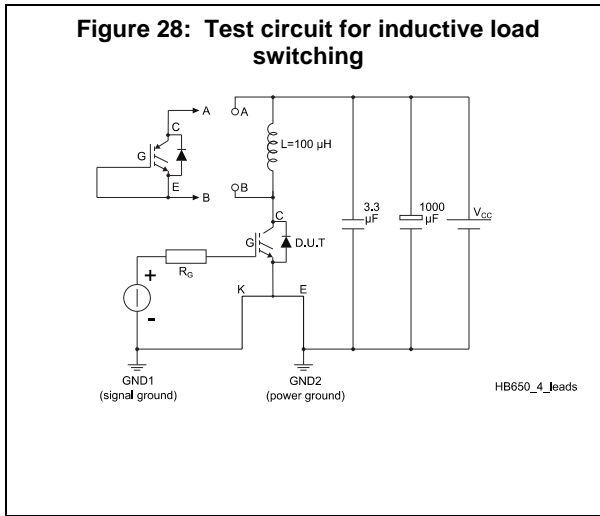 Figure 28: Test circuit for inductive load
switching
A
A
C
G
L=100 µH
E
B
B
C
3.3
µF
1000
µF
VCC
G
D.U.T
+
RG
-
K
E
GND1
(signal ground)
GND2
(power ground)
HB650_4_leads